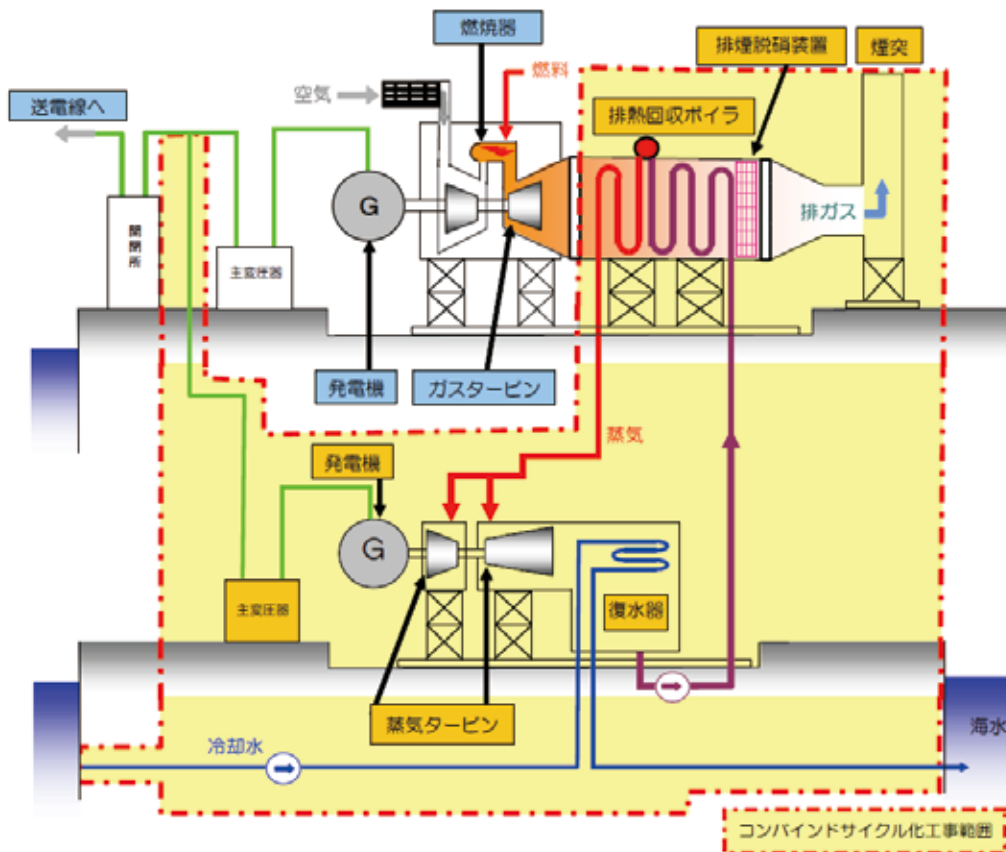 燃焼器
排煙脱硝装置
煙突
燃料
空気
送電線へ
排熱回収ボイラ
G
排ガス
開閉所
主変圧器
発電機
ガスタービン
蒸気
発電機
G
主変圧器
復水器
蒸気タービン
冷却水
海水
コンバインドサイクル化工事範囲